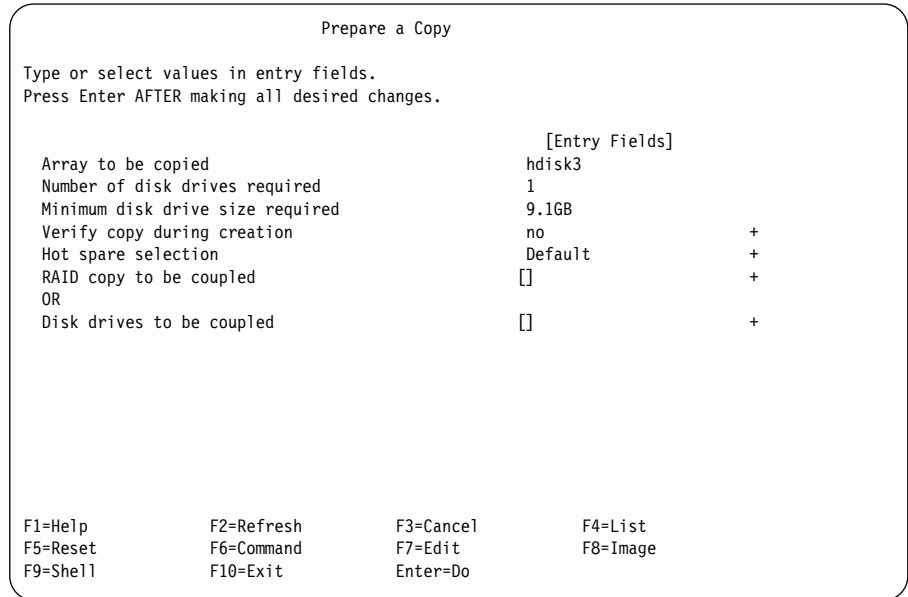 Prepare a Copy
Type or select values in entry fields.
Press Enter AFTER making all desired changes.
[Entry Fields]
Array to be copied hdisk3
Number of disk drives required 1
Minimum disk drive size required 9.1GB
Verify copy during creation no +
Hot spare selection Default +
RAID copy to be coupled [] +
OR
Disk drives to be coupled [] +
F1=Help F2=Refresh F3=Cancel F4=List
F5=Reset F6=Command F7=Edit F8=Image
F9=Shell F10=Exit Enter=Do